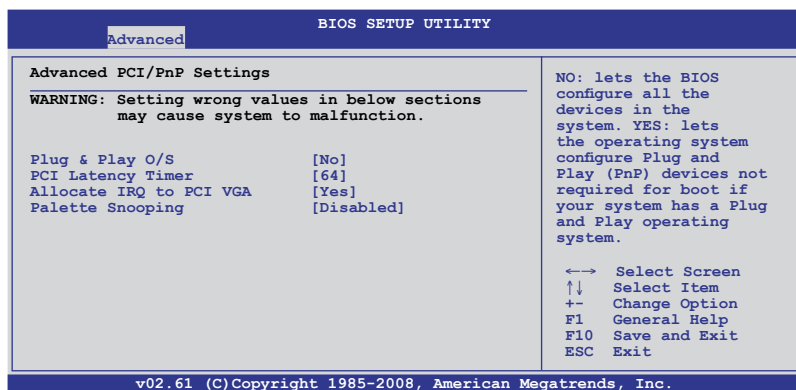 BIOS SETUP UTILITY
Advanced
Advanced PCI/PnP Settings
WARNING: Setting wrong values in below sections
may cause system to malfunction.
Plug & Play O/S [No]
PCI Latency Timer [64]
Allocate IRQ to PCI VGA [Yes]
Palette Snooping [Disabled]
NO: lets the BIOS
configure all the
devices in the
system. YES: lets
the operating system
configure Plug and
Play (PnP) devices not
required for boot if
your system has a Plug
and Play operating
system.
←→ Select Screen
↑↓ Select Item
+- Change Option
F1 General Help
F10 Save and Exit
ESC Exit
v02.61 (C)Copyright 1985-2008, American Megatrends, Inc.